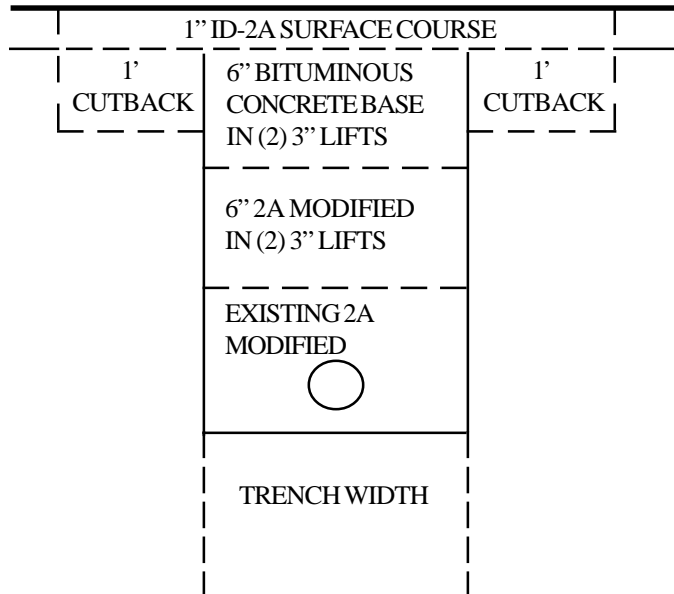 1” ID-2A SURFACE COURSE
1’
CUTBACK
6” BITUMINOUS
CONCRETE BASE
IN (2) 3” LIFTS
1’
CUTBACK
6” 2A MODIFIED
IN (2) 3” LIFTS
EXISTING 2A
MODIFIED
TRENCH WIDTH